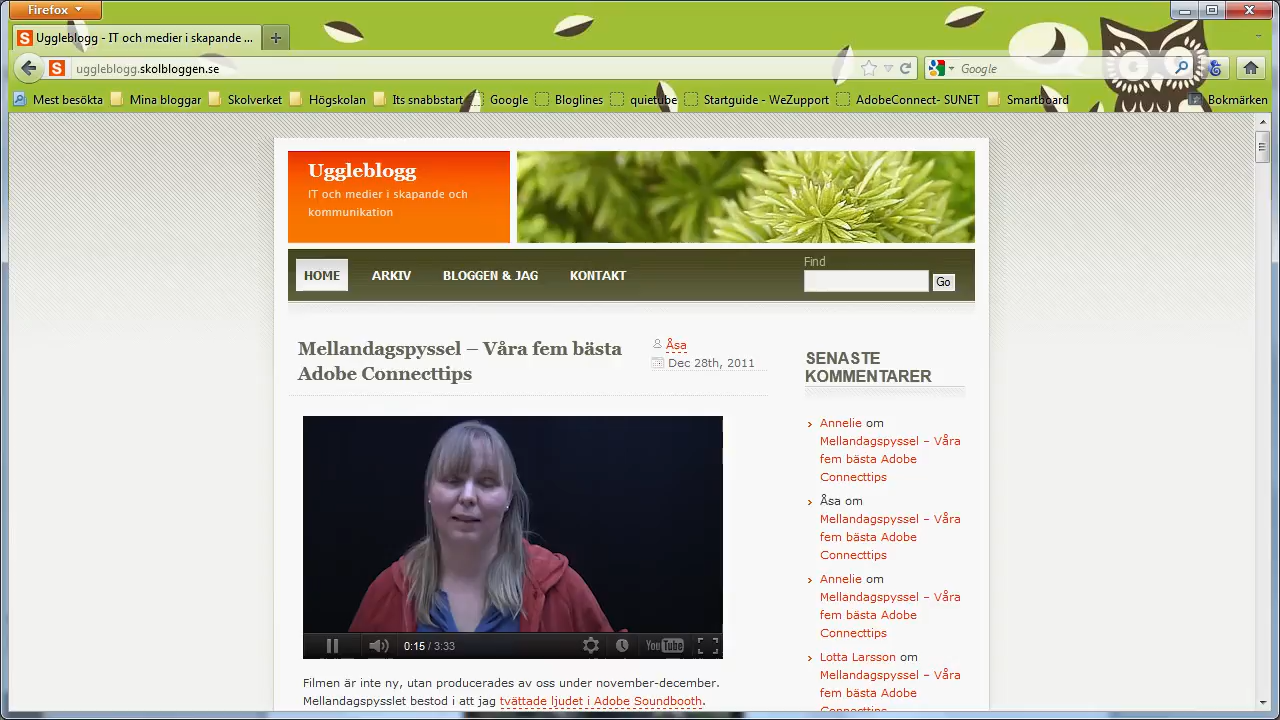 Firefox
Uggleblogg - IT och medier i skapande ...
uggleblogg.skolbloggen.se
Google
Mest besökta
Mina bloggar
Skolverket
Högskolan
Its snabbstart
Google
Bloglines
quietube
Startguide - WeZupport
AdobeConnect- SUNET
Smartboard
Bokmärken
Uggleblogg
IT och medier i skapande och
kommunikation
HOME
ARKIV
BLOGGEN & JAG
KONTAKT
Find
Go
Mellandagspyssel – Våra fem bästa
Adobe Connecttips
Åsa
Dec 28th, 2011
0:15 / 3:33
YouTube
Filmen är inte ny, utan producerades av oss under november-december.
Mellandagspysslet bestod i att jag tvättade ljudet i Adobe Soundbooth.
SENASTE
KOMMENTARER
Annelie om
Mellandagspyssel – Våra
fem bästa Adobe
Connecttips
Åsa om
Mellandagspyssel – Våra
fem bästa Adobe
Connecttips
Annelie om
Mellandagspyssel – Våra
fem bästa Adobe
Connecttips
Lotta Larsson om
Mellandagspyssel – Våra
fem bästa Adobe
Connecttips